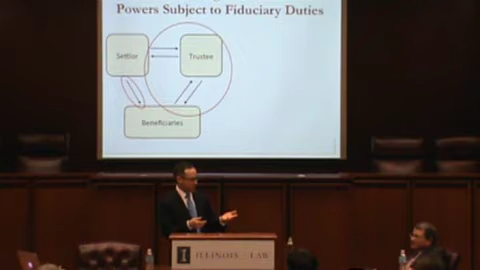 Powers Subject to Fiduciary Duties
Settlor
Trustee
Beneficiaries
I ILLINOIS LAW